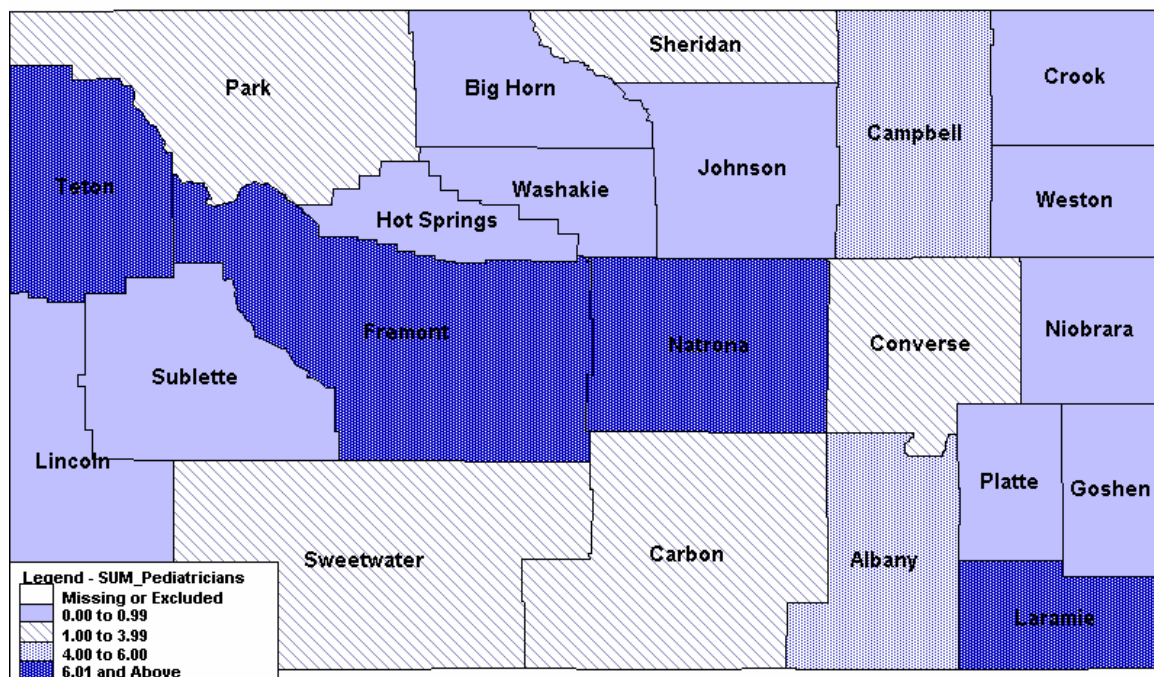 Sheridan
Park
Big Horn
Crook
Campbell
Johnson
Teton
Washakie
Weston
Hot Springs
Fremont
Natrona
Converse
Niobrara
Sublette
Lincoln
Platte
Goshen
Sweetwater
Carbon
Albany
Laramie
Legend - SUM_Pediatricians
Missing or Excluded
0.00 to 0.99
1.00 to 3.99
4.00 to 6.00
6.01 and Above